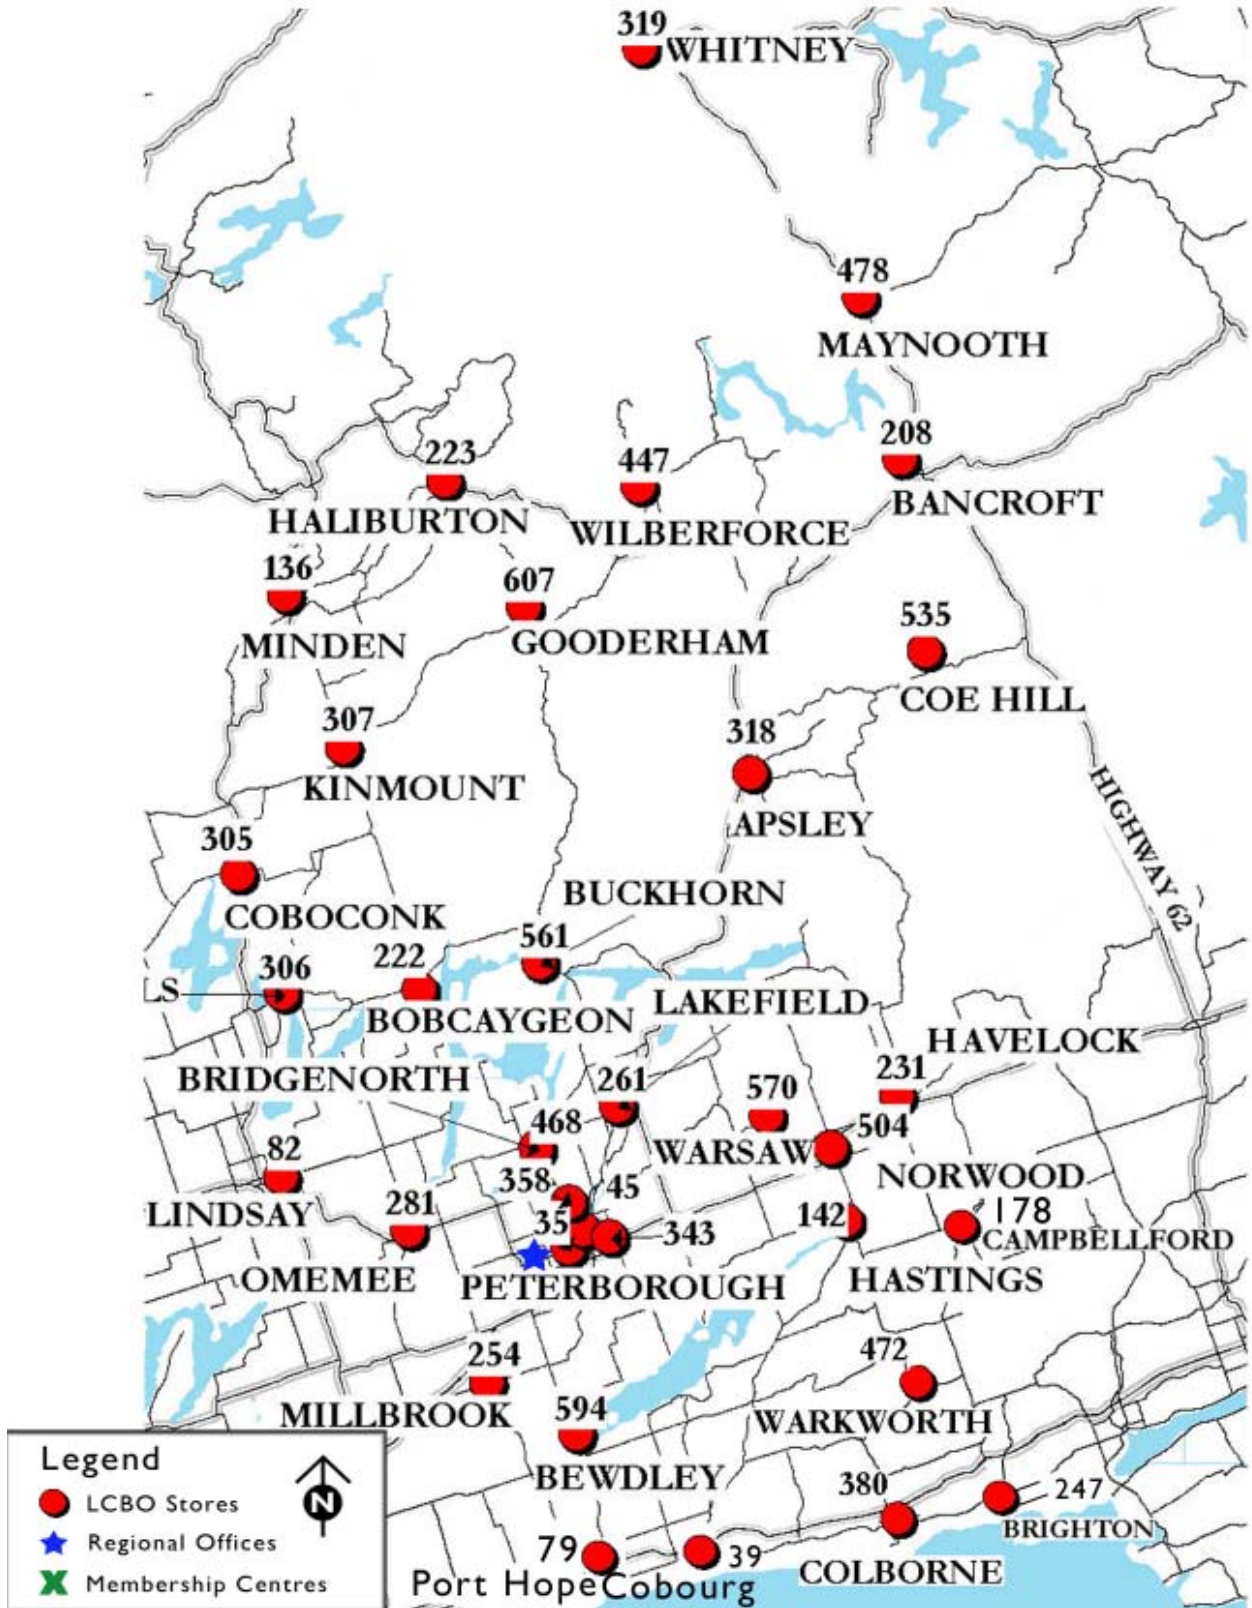 319
WHITNEY
478
MAYNOOTH
208
BANCROFT
223
HALIBURTON
447
WILBERFORCE
136
MINDEN
607
GOODERHAM
535
COE HILL
307
KINMOUNT
318
APSLEY
HIGHWAY 62
305
COBOCONK
BUCKHORN
561
222
BOBCAYGEON
306
LS
LAKEFIELD
HAVELOCK
231
BRIDGENORTH
261
570
WARSAW
504
NORWOOD
468
82
LINDSAY
358
45
35
343
281
OMEMEE
PETERBOROUGH
142
HASTINGS
178
CAMPBELLFORD
254
MILLBROOK
472
WARKWORTH
594
BEWDLEY
380
COLBORNE
247
BRIGHTON
79
Port Hope
39
Cobourg
Legend
N
LCBO Stores
Regional Offices
Membership Centres